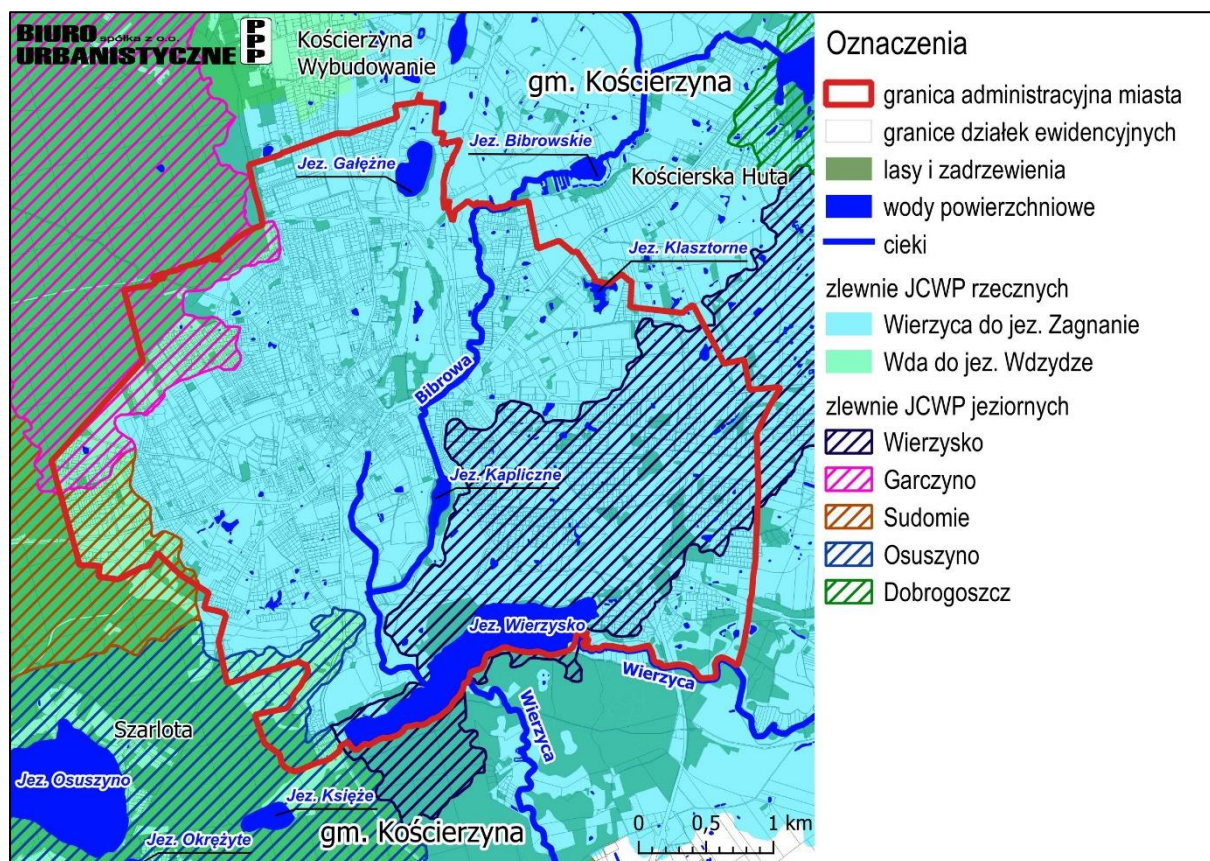 BIURO spółka z o.o.
URBANISTYCZNE
PPP
Kościerzyna
Wybudowanie
gm. Kościerzyna
Jez. Bibrowskie
Jez. Gałęźne
Kościerska Huta
Jez. Klasztorne
Bibrowa
Jez. Kapliczne
Jez. Wierzysko
Wierzyca
Wierzyca
Szarlota
Jez. Osuszyno
Jez. Księże
Jez. Okrężyte
gm. Kościerzyna
0 0,5 1 km
Oznaczenia
granica administracyjna miasta
granice działek ewidencyjnych
lasy i zadrzewienia
wody powierzchniowe
cieki
zlewnie JCWP rzecznych
Wierzyca do jez. Zagnanie
Wda do jez. Wdzydze
zlewnie JCWP jeziornych
Wierzysko
Garczyno
Sudomie
Osuszyno
Dobrogoszcz